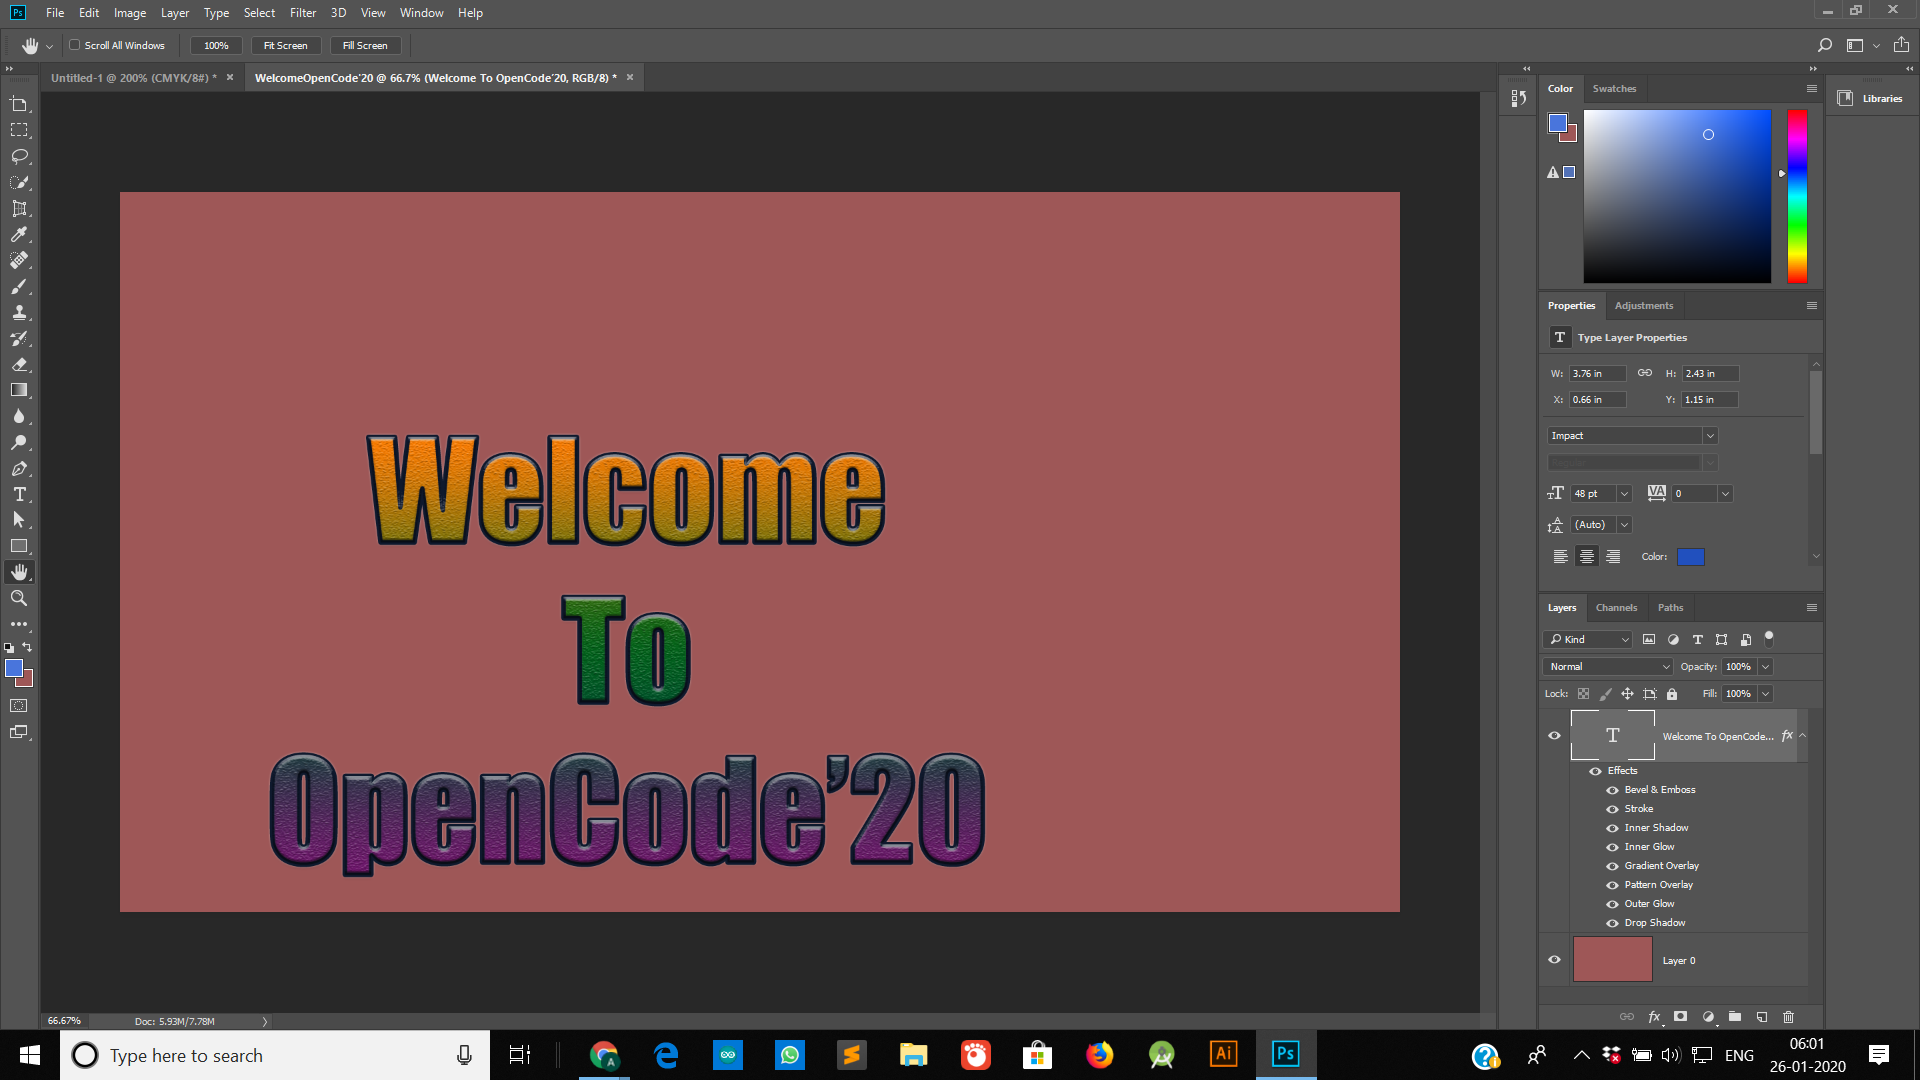 Ps File Edit Image Layer Type Select Filter 3D View Window Help
Scroll All Windows 100% Fit Screen Fill Screen
Untitled-1 @ 200% (CMYK/8#) * × WelcomeOpenCode'20 @ 66.7% (Welcome To OpenCode'20, RGB/8) * ×
Welcome
To
OpenCode’20
66.67% Doc: 5.93M/7.78M
Color Swatches
Libraries
Properties Adjustments
T Type Layer Properties
W: 3.76 in H: 2.43 in
X: 0.66 in Y: 1.15 in
Impact
48 pt VA 0
(Auto)
Color:
Layers Channels Paths
Kind
Normal Opacity: 100%
Lock: Fill: 100%
T Welcome To OpenCode... fx
Effects
Bevel & Emboss
Stroke
Inner Shadow
Inner Glow
Gradient Overlay
Pattern Overlay
Outer Glow
Drop Shadow
Layer 0
fx
Type here to search
A
Ai
Ps
ENG
06:01
26-01-2020